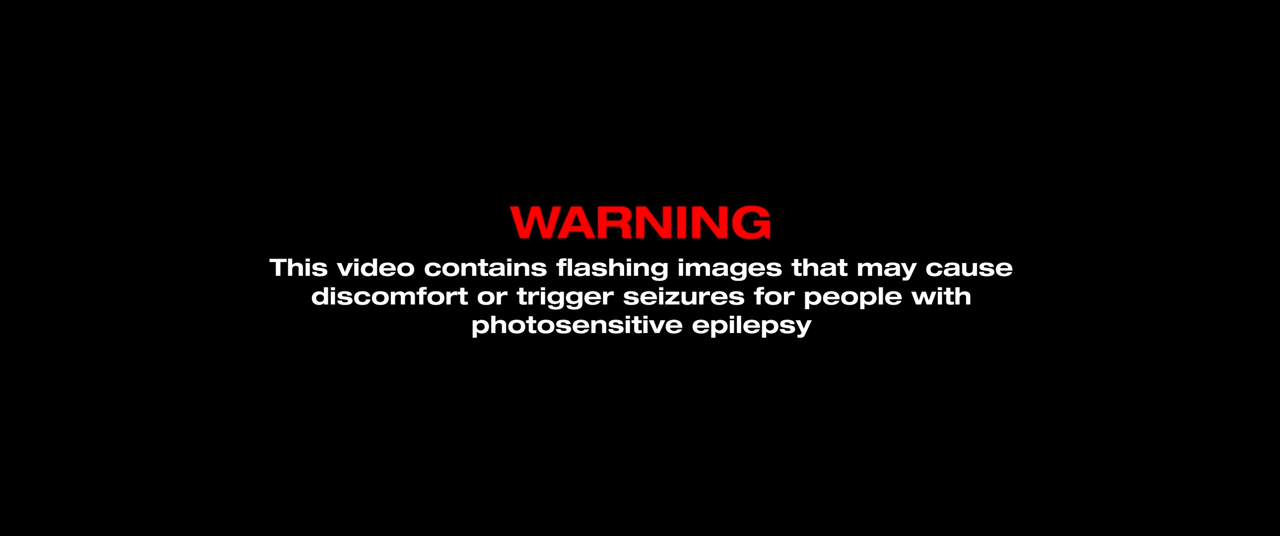 WARNING
This video contains flashing images that may cause
discomfort or trigger seizures for people with
photosensitive epilepsy